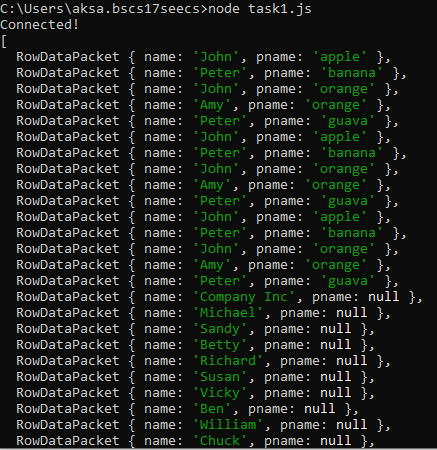 C:\Users\aksa.bscs17seecs>node task1.js
Connected!
[
  RowDataPacket { name: 'John', pname: 'apple' },
  RowDataPacket { name: 'Peter', pname: 'banana' },
  RowDataPacket { name: 'John', pname: 'orange' },
  RowDataPacket { name: 'Amy', pname: 'orange' },
  RowDataPacket { name: 'Peter', pname: 'guava' },
  RowDataPacket { name: 'John', pname: 'apple' },
  RowDataPacket { name: 'Peter', pname: 'banana' },
  RowDataPacket { name: 'John', pname: 'orange' },
  RowDataPacket { name: 'Amy', pname: 'orange' },
  RowDataPacket { name: 'Peter', pname: 'guava' },
  RowDataPacket { name: 'John', pname: 'apple' },
  RowDataPacket { name: 'Peter', pname: 'banana' },
  RowDataPacket { name: 'John', pname: 'orange' },
  RowDataPacket { name: 'Amy', pname: 'orange' },
  RowDataPacket { name: 'Peter', pname: 'guava' },
  RowDataPacket { name: 'Company Inc', pname: null },
  RowDataPacket { name: 'Michael', pname: null },
  RowDataPacket { name: 'Sandy', pname: null },
  RowDataPacket { name: 'Betty', pname: null },
  RowDataPacket { name: 'Richard', pname: null },
  RowDataPacket { name: 'Susan', pname: null },
  RowDataPacket { name: 'Vicky', pname: null },
  RowDataPacket { name: 'Ben', pname: null },
  RowDataPacket { name: 'William', pname: null },
  RowDataPacket { name: 'Chuck', pname: null },